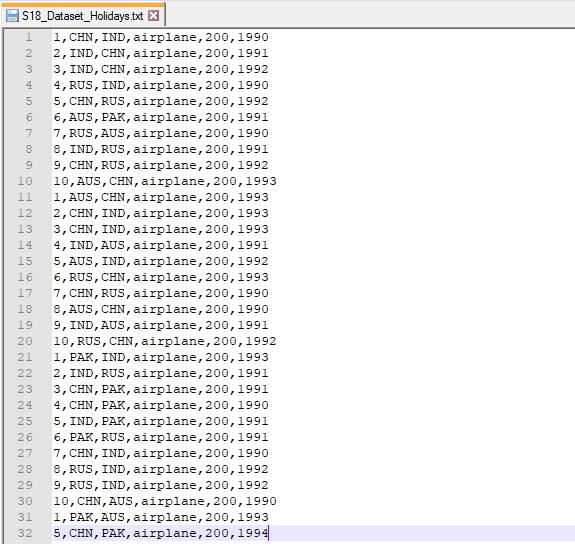 S18_Dataset_Holidays.txt
1 1,CHN,IND,airplane,200,1990
2 2,IND,CHN,airplane,200,1991
3 3,IND,CHN,airplane,200,1992
4 4,RUS,IND,airplane,200,1990
5 5,CHN,RUS,airplane,200,1992
6 6,AUS,PAK,airplane,200,1991
7 7,RUS,AUS,airplane,200,1990
8 8,IND,RUS,airplane,200,1991
9 9,CHN,RUS,airplane,200,1992
10 10,AUS,CHN,airplane,200,1993
11 1,AUS,CHN,airplane,200,1993
12 2,CHN,IND,airplane,200,1993
13 3,CHN,IND,airplane,200,1993
14 4,IND,AUS,airplane,200,1991
15 5,AUS,IND,airplane,200,1992
16 6,RUS,CHN,airplane,200,1993
17 7,CHN,RUS,airplane,200,1990
18 8,AUS,CHN,airplane,200,1990
19 9,IND,AUS,airplane,200,1991
20 10,RUS,CHN,airplane,200,1992
21 1,PAK,IND,airplane,200,1993
22 2,IND,RUS,airplane,200,1991
23 3,CHN,PAK,airplane,200,1991
24 4,CHN,PAK,airplane,200,1990
25 5,IND,PAK,airplane,200,1991
26 6,PAK,RUS,airplane,200,1991
27 7,CHN,IND,airplane,200,1990
28 8,RUS,IND,airplane,200,1992
29 9,RUS,IND,airplane,200,1992
30 10,CHN,AUS,airplane,200,1990
31 1,PAK,AUS,airplane,200,1993
32 5,CHN,PAK,airplane,200,1994